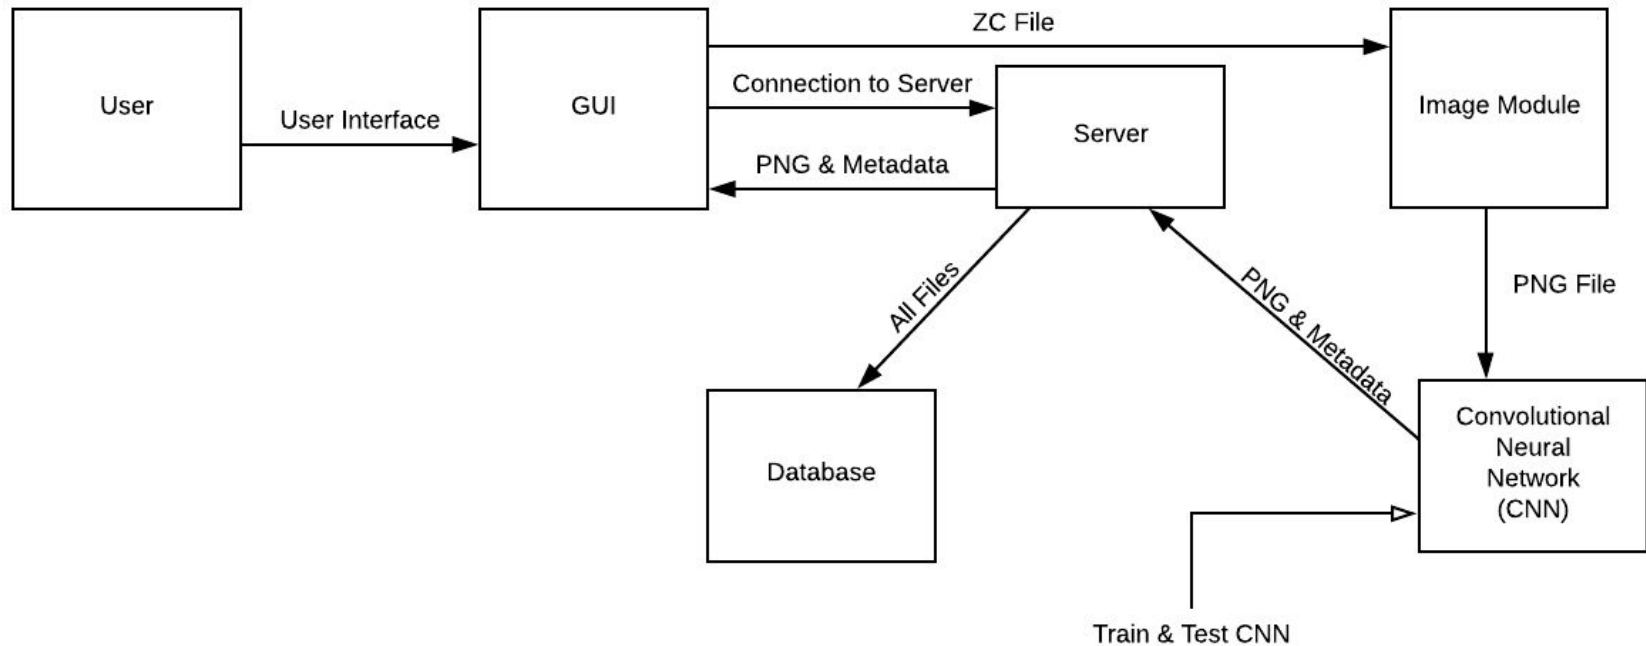 ZC File
User
User Interface
GUI
Connection to Server
PNG & Metadata
Server
Image Module
All Files
PNG & Metadata
PNG File
Database
Convolutional
Neural
Network
(CNN)
Train & Test CNN